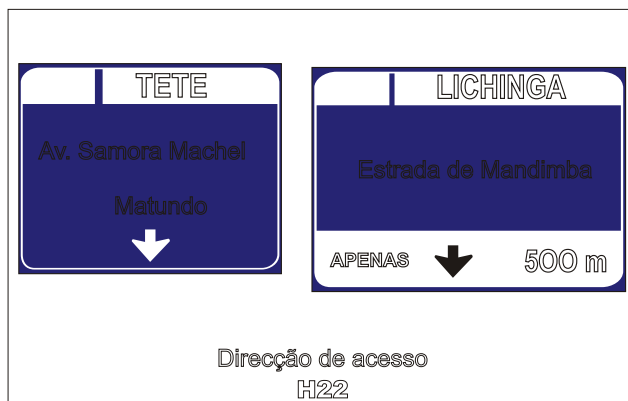 TETE
Av. Samora Machel
Matundo
LICHINGA
Estrada de Mandimba
APENAS 500 m
Direcção de acesso
H22